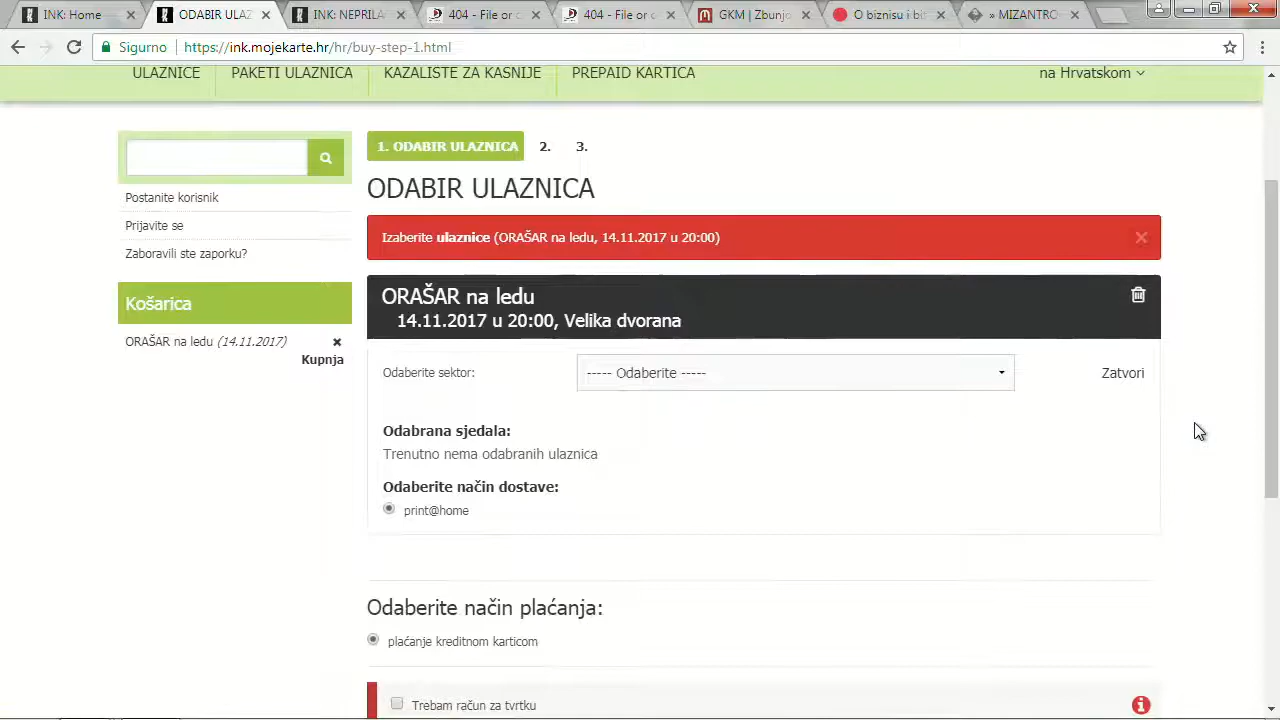 INK: Home
ODABIR ULAZ
INK: NEPRILA
404 - File or c
404 - File or c
GKM | Zbunjo
O biznisu i bi
» MIZANTRO
Sigurno
https://ink.mojekarte.hr/hr/buy-step-1.html
ULAZNICE
PAKETI ULAZNICA
KAZALISTE ZA KASNIJE
PREPAID KARTICA
na Hrvatskom
1. ODABIR ULAZNICA
2.
3.
Postanite korisnik
Prijavite se
Zaboravili ste zaporku?
Košarica
ORAŠAR na ledu (14.11.2017)
Kupnja
ODABIR ULAZNICA
Izaberite ulaznice (ORAŠAR na ledu, 14.11.2017 u 20:00)
ORAŠAR na ledu
14.11.2017 u 20:00, Velika dvorana
Odaberite sektor:
----- Odaberite -----
Zatvori
Odabrana sjedala:
Trenutno nema odabranih ulaznica
Odaberite način dostave:
print@home
Odaberite način plaćanja:
plaćanje kreditnom karticom
Trebam račun za tvrtku